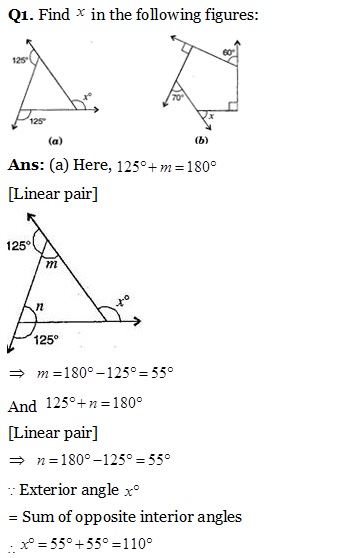 Q1. Find x in the following figures:
125° x° 125°
60° 70° x
(a) (b)
Ans: (a) Here, 125°+m=180°
[Linear pair]
125°
m
n x°
125°
⇒ m=180°−125°=55°
And 125°+n=180°
[Linear pair]
⇒ n=180°−125°=55°
∵ Exterior angle x°
= Sum of opposite interior angles
∴ x°=55°+55°=110°